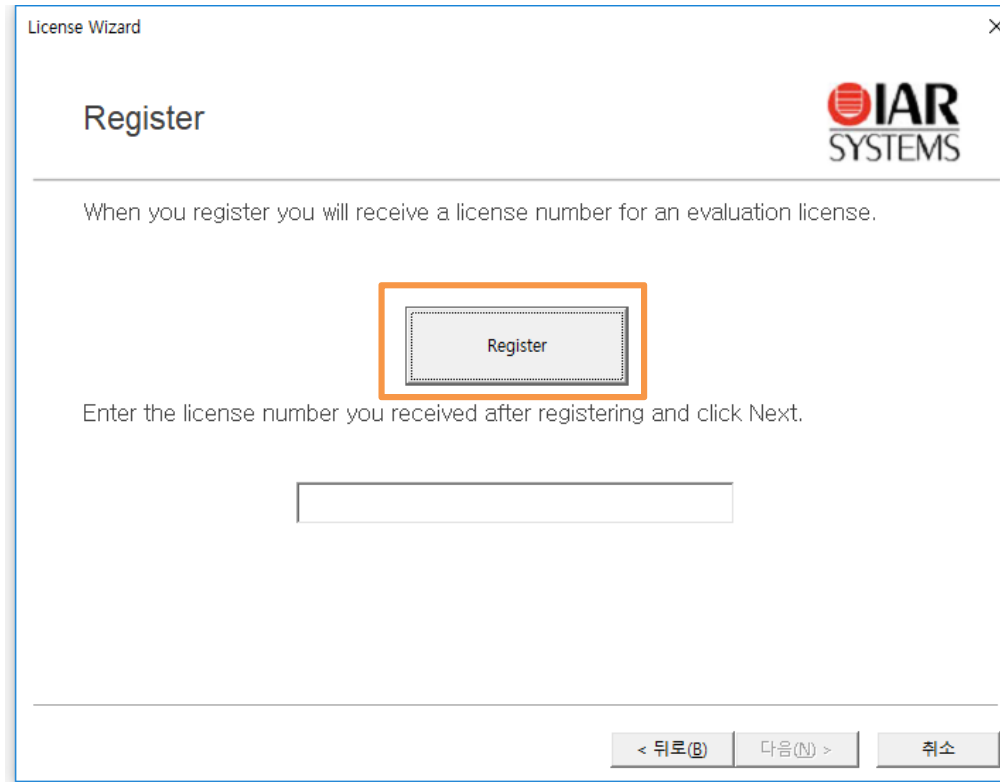 License Wizard
Register
IAR
SYSTEMS
When you register you will receive a license number for an evaluation license.
Register
Enter the license number you received after registering and click Next.
< 뒤로(B) 다음(N) > 취소